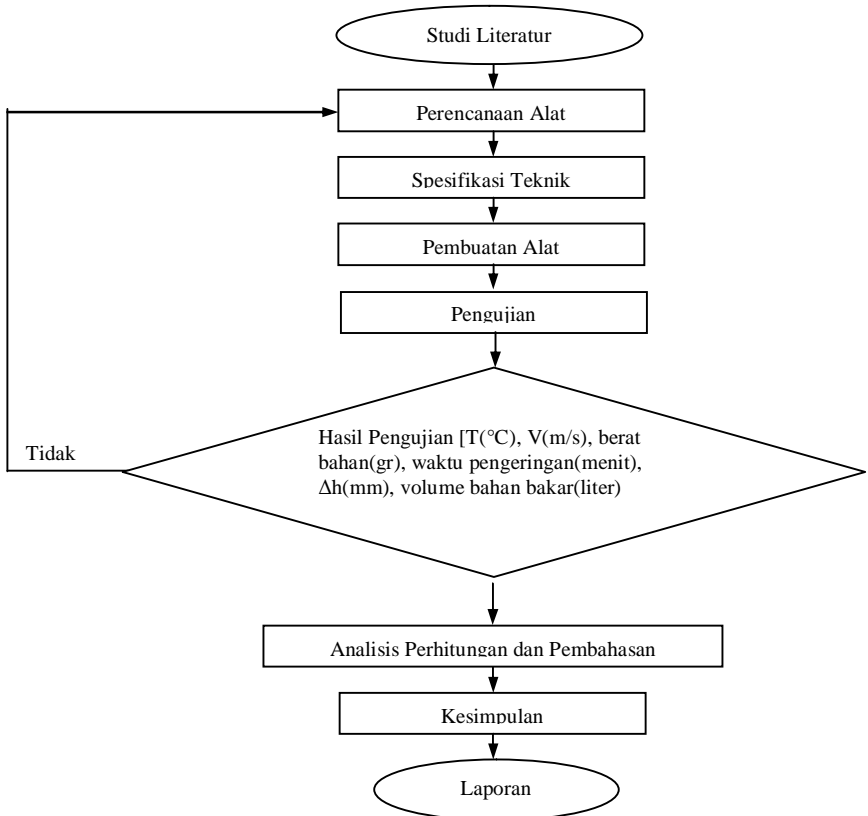 Studi Literatur
Perencanaan Alat
Spesifikasi Teknik
Pembuatan Alat
Pengujian
Hasil Pengujian [T(°C), V(m/s), berat
bahan(gr), waktu pengeringan(menit),
Δh(mm), volume bahan bakar(liter)
Tidak
Analisis Perhitungan dan Pembahasan
Kesimpulan
Laporan